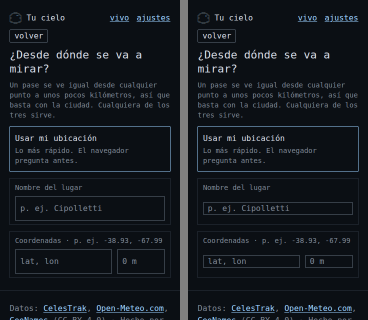 Tu cielo vivo ajustes
volver
¿Desde dónde se va a
mirar?
Un pase se ve igual desde cualquier
punto a unos pocos kilómetros, así que
basta con la ciudad. Cualquiera de los
tres sirve.
Usar mi ubicación
Lo más rápido. El navegador
pregunta antes.
Nombre del lugar
p. ej. Cipolletti
Coordenadas · p. ej. -38.93, -67.99
lat, lon 0 m
Datos: CelesTrak, Open-Meteo.com,
Tu cielo vivo ajustes
volver
¿Desde dónde se va a
mirar?
Un pase se ve igual desde cualquier
punto a unos pocos kilómetros, así que
basta con la ciudad. Cualquiera de los
tres sirve.
Usar mi ubicación
Lo más rápido. El navegador
pregunta antes.
Nombre del lugar
p. ej. Cipolletti
Coordenadas · p. ej. -38.93, -67.99
lat, lon 0 m
Datos: CelesTrak, Open-Meteo.com,